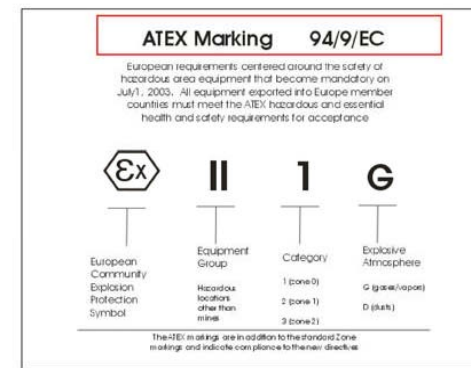 ATEX Marking 94/9/EC
European requirements centered around the safety of
hazardous area equipment that become mandatory on
July1, 2003. All equipment exported into Europe member
countries must meet the ATEX hazardous and essential
health and safety requirements for acceptance
Ex II 1 G
European
Community
Explosion
Protection
Symbol
Equipment
Group
Hazardous
locations
other than
mines
Category
1 (zone 0)
2 (zone 1)
3 (zone 2)
Explosive
Atmosphere
G (gases/vapors)
D (dusts)
The ATEX markings are in addition to the standard Zone
markings and indicate compliance to the new directives